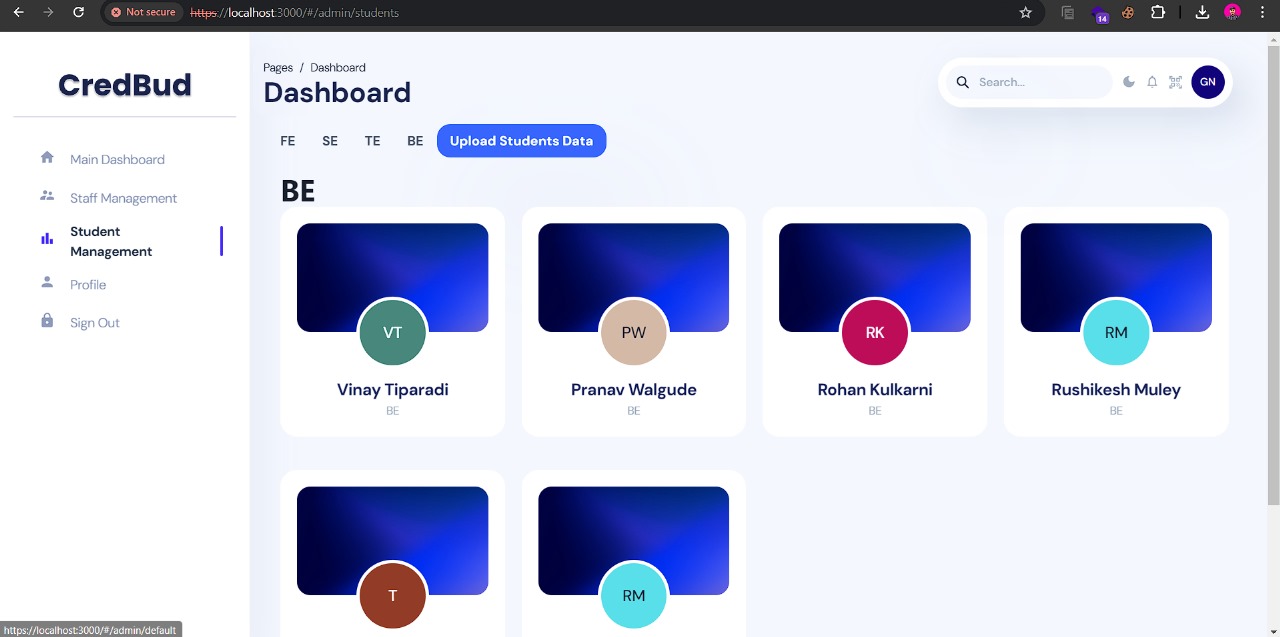 Not secure https://localhost:3000/#/admin/students
14
CredBud
Main Dashboard
Staff Management
Student
Management
Profile
Sign Out
Pages / Dashboard
Dashboard
Search...
GN
FE SE TE BE Upload Students Data
BE
VT PW RK RM
Vinay Tiparadi Pranav Walgude Rohan Kulkarni Rushikesh Muley
BE BE BE BE
T RM
https://localhost:3000/#/admin/default